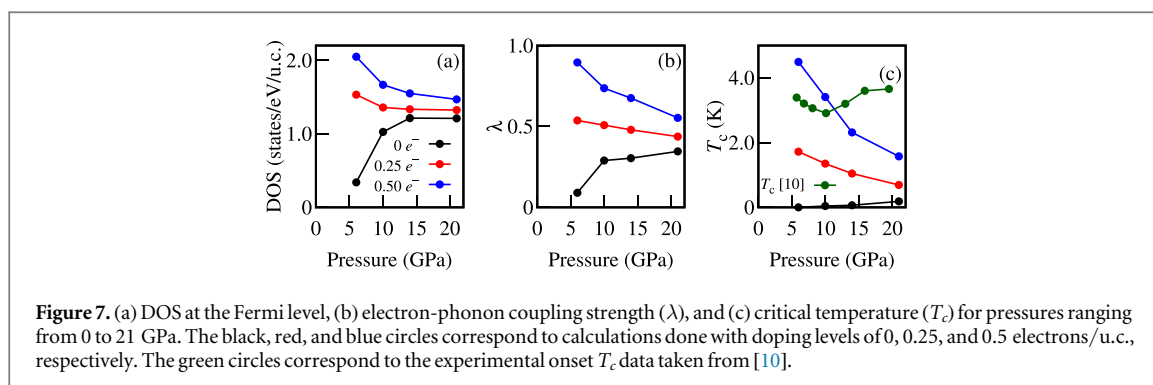 (a)
(b)
(c)
2.0
1.0
0
DOS (states/eV/u.c.)
0 e⁻
0.25 e⁻
0.50 e⁻
0 5 10 15 20
Pressure (GPa)
1.0
0.5
0
λ
0 5 10 15 20
Pressure (GPa)
4.0
2.0
0
T_c (K)
T_c [10]
0 5 10 15 20
Pressure (GPa)
Figure 7. (a) DOS at the Fermi level, (b) electron-phonon coupling strength (λ), and (c) critical temperature (T_c) for pressures ranging
from 0 to 21 GPa. The black, red, and blue circles correspond to calculations done with doping levels of 0, 0.25, and 0.5 electrons/u.c.,
respectively. The green circles correspond to the experimental onset T_c data taken from [10].